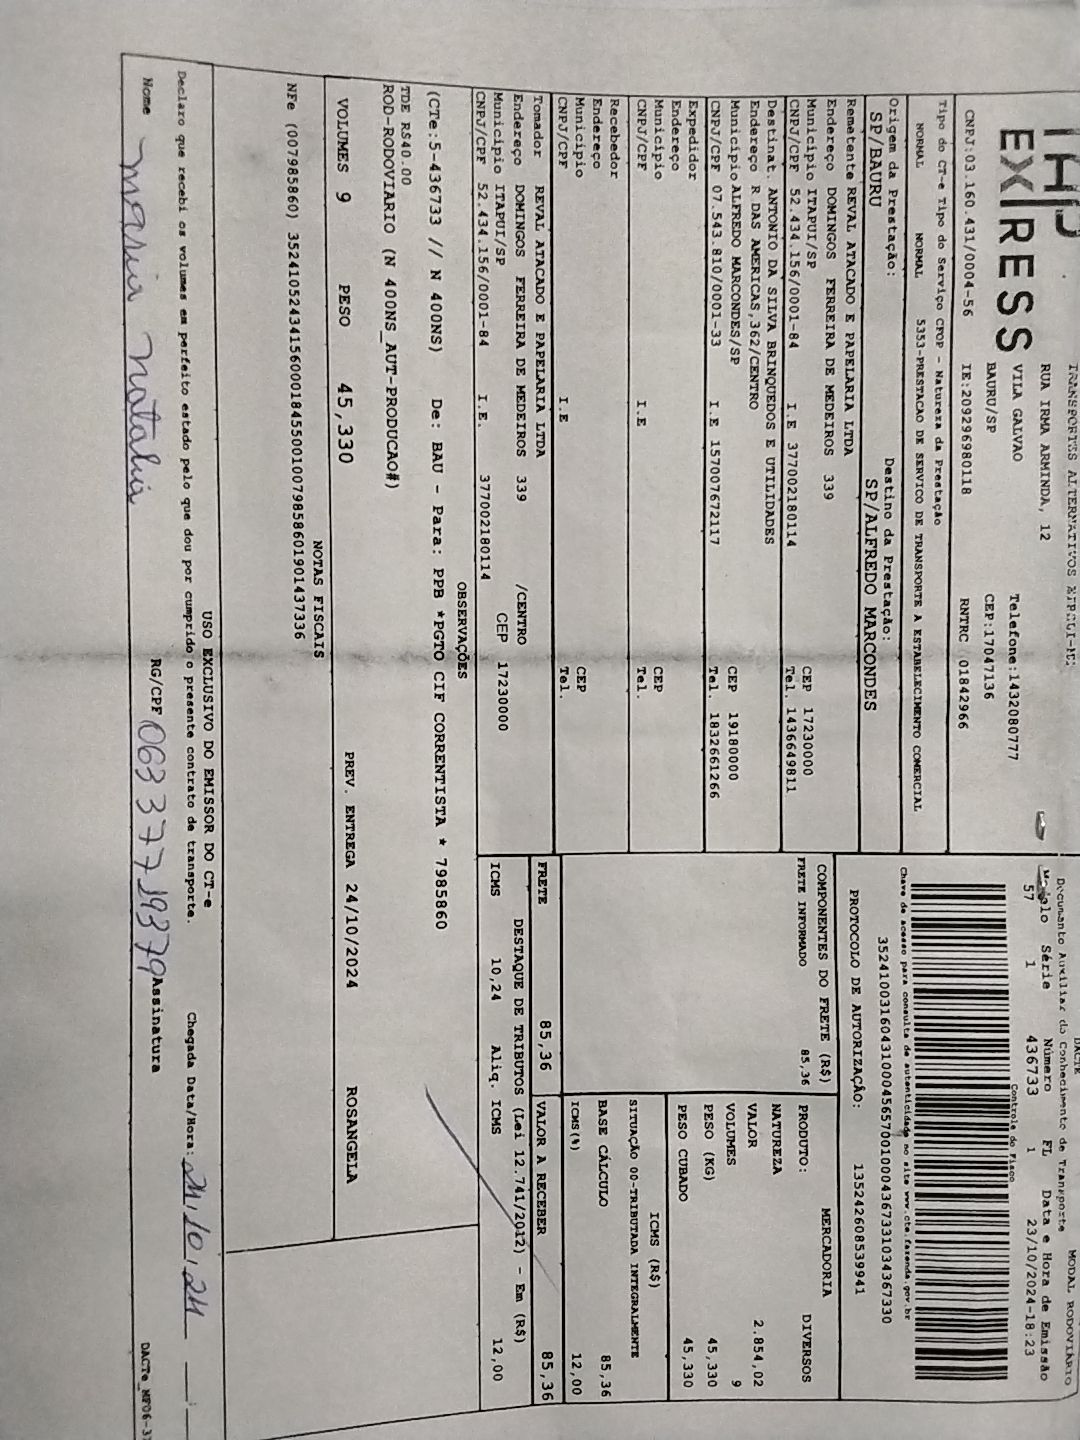 EXPRESS
RUA IRMA ARMINDA, 12
VILA GALVAO
BAURU/SP
Telefone:1432080777
CEP:17047136
CNPJ:03.160.431/0004-56
IE:209296980118
RNTRC 01842966
Tipo do CT-e Tipo do Serviço CFOP - Natureza da Prestação
NORMAL NORMAL 5353-PRESTACAO DE SERVICO DE TRANSPORTE A ESTABELECIMENTO COMERCIAL
Origem da Prestação: Destino da Prestação:
SP/BAURU SP/ALFREDO MARCONDES
Remetente REVAL ATACADO E PAPELARIA LTDA
Endereço DOMINGOS FERREIRA DE MEDEIROS 339
Municipio ITAPUI/SP CEP 17230000
CNPJ/CPF 52.434.156/0001-84 I.E 377002180114 Tel. 1436649811
Destinat. ANTONIO DA SILVA BRINQUEDOS E UTILIDADES
Endereço R DAS AMERICAS,362/CENTRO
Municipio ALFREDO MARCONDES/SP CEP 19180000
CNPJ/CPF 07.543.810/0001-33 I.E 157007672117 Tel. 1832661266
Expedidor
Endereço
Municipio CEP
CNPJ/CPF I.E Tel.
Recebedor
Endereço
Municipio CEP
CNPJ/CPF I.E Tel.
Tomador REVAL ATACADO E PAPELARIA LTDA
Endereço DOMINGOS FERREIRA DE MEDEIROS 339 /CENTRO
Municipio ITAPUI/SP CEP 17230000
CNPJ/CPF 52.434.156/0001-84 I.E. 377002180114
DACTE MODAL RODOVIÁRIO
Documento Auxiliar do Conhecimento de Transporte
Modelo Série Número FL Data e Hora de Emissão
57 1 436733 1 23/10/2024-18:23
Controle do Fisco
Chave de acesso para consulta de autenticidade no site www.cte.fazenda.gov.br
35241003160431000456570010004367331034367330
PROTOCOLO DE AUTORIZAÇÃO: 135242608539941
COMPONENTES DO FRETE (R$)
FRETE INFORMADO 85,36
PRODUTO: MERCADORIA
NATUREZA DIVERSOS
VALOR 2.854,02
VOLUMES 9
PESO (KG) 45,330
PESO CUBADO 45,330
ICMS (R$)
SITUAÇÃO 00-TRIBUTADA INTEGRALMENTE
BASE CÁLCULO 85,36
ICMS(%) 12,00
FRETE 85,36 VALOR A RECEBER 85,36
DESTAQUE DE TRIBUTOS (Lei 12.741/2012) - Em (R$)
ICMS 10,24 Aliq. ICMS 12,00
OBSERVAÇÕES
(CTe:5-436733 // N 400NS) De: BAU - Para: PPB *PGTO CIF CORRENTISTA * 7985860
TDE R$40.00
ROD-RODOVIARIO (N 400NS_AUT-PRODUCAO#)
VOLUMES 9 PESO 45,330 PREV. ENTREGA 24/10/2024 ROSANGELA
NOTAS FISCAIS
NFe (007985860) 35241052434156000184550010079858601901437336
USO EXCLUSIVO DO EMISSOR DO CT-e
Declaro que recebi os volumes em perfeito estado pelo que dou por cumprido o presente contrato de transporte. Chegada Data/Hora: 24,10,24
Nome Maria Natalia RG/CPF 06337719379 Assinatura